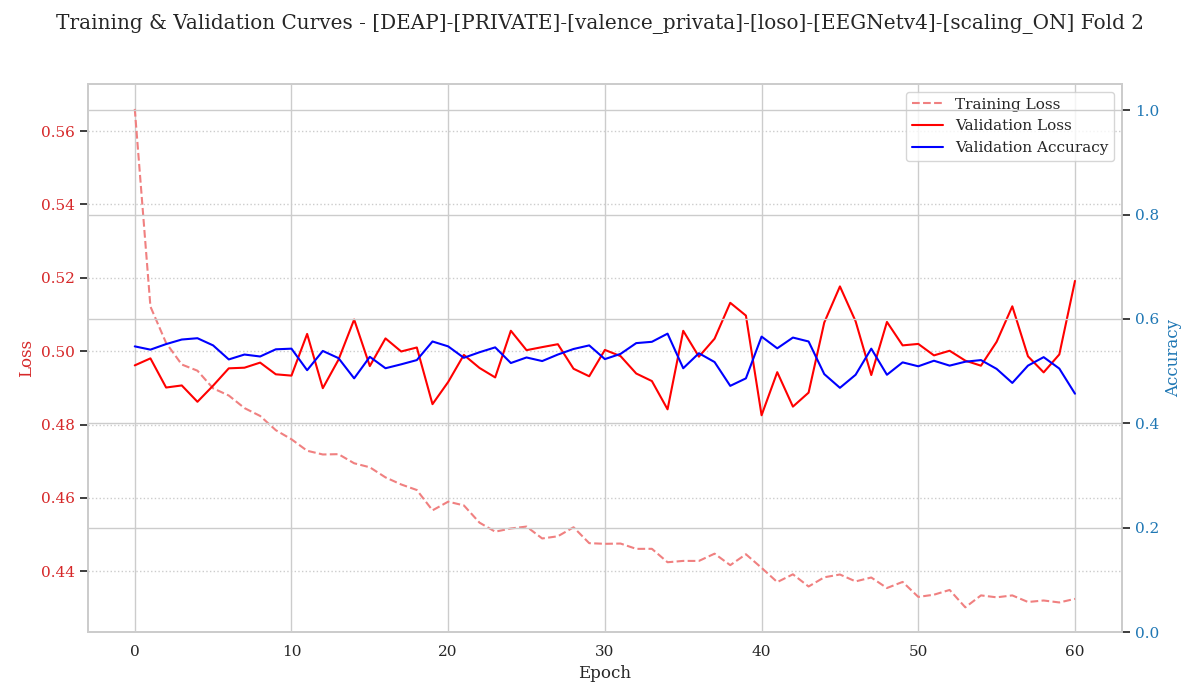 Training & Validation Curves - [DEAP]-[PRIVATE]-[valence_privata]-[loso]-[EEGNetv4]-[scaling_ON] Fold 2
Training Loss
Validation Loss
Validation Accuracy
0.56
0.54
0.52
0.50
0.48
0.46
0.44
Loss
1.0
0.8
0.6
0.4
0.2
0.0
Accuracy
0 10 20 30 40 50 60
Epoch